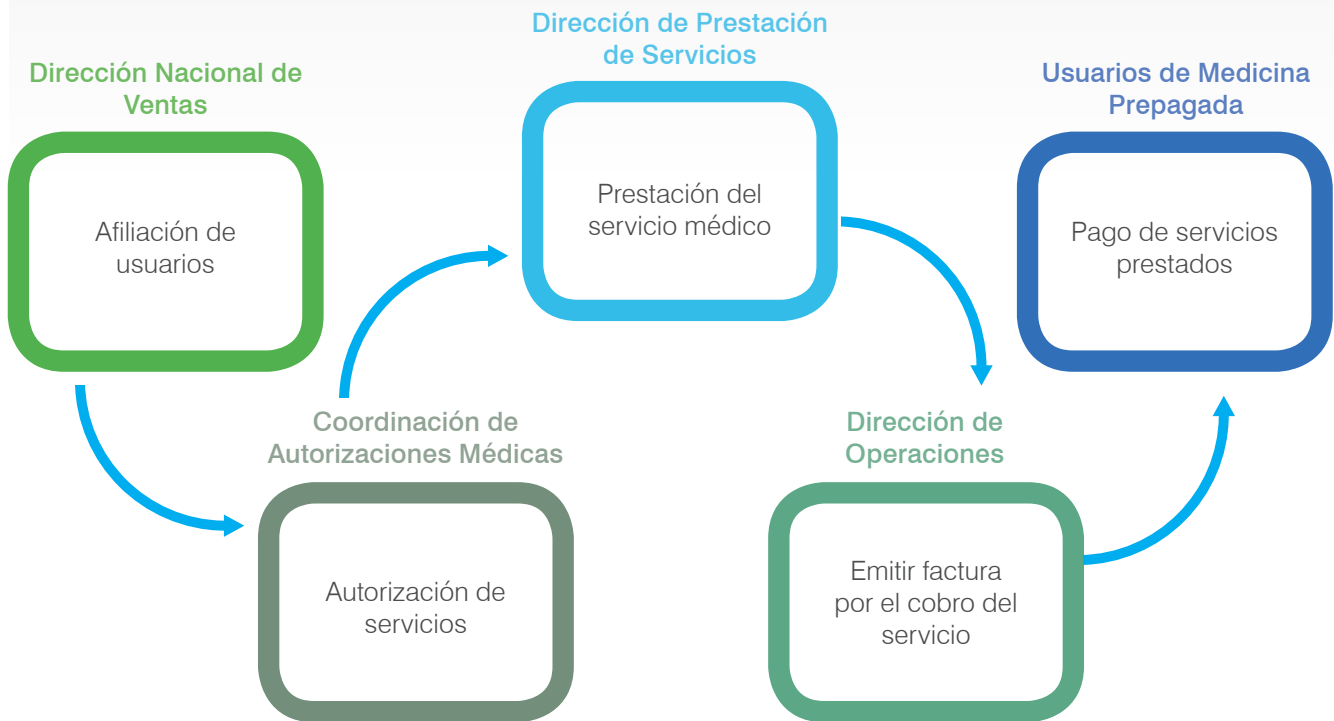 Dirección Nacional de
Ventas
Afiliación de
usuarios
Coordinación de
Autorizaciones Médicas
Autorización de
servicios
Dirección de Prestación
de Servicios
Prestación del
servicio médico
Dirección de
Operaciones
Emitir factura
por el cobro del
servicio
Usuarios de Medicina
Prepagada
Pago de servicios
prestados